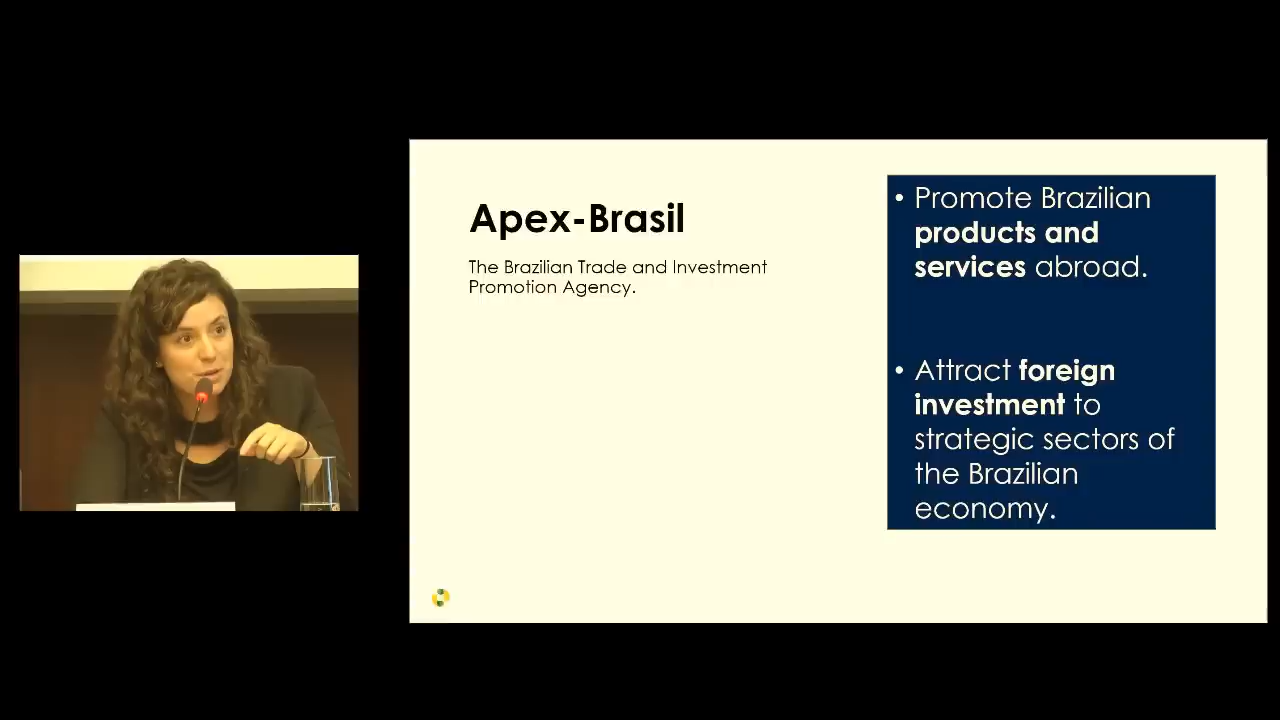 Apex-Brasil
The Brazilian Trade and Investment
Promotion Agency.
• Promote Brazilian
products and
services abroad.
• Attract foreign
investment to
strategic sectors of
the Brazilian
economy.